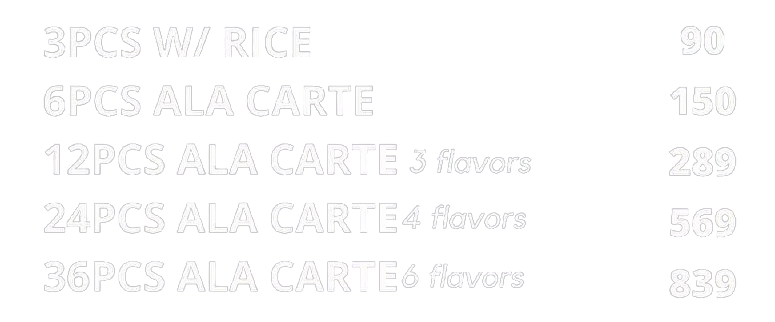 3PCS W/ RICE 90
6PCS ALA CARTE 150
12PCS ALA CARTE 3 flavors 289
24PCS ALA CARTE 4 flavors 569
36PCS ALA CARTE 6 flavors 839